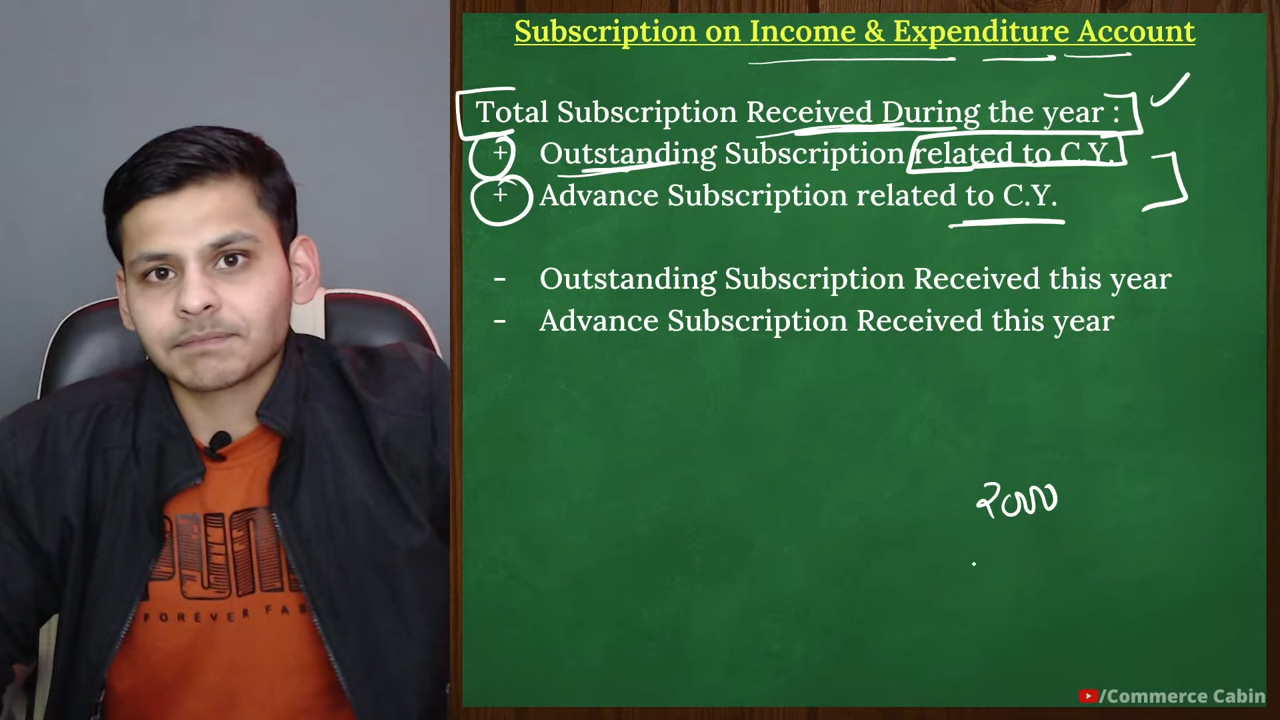 Subscription on Income & Expenditure Account
Total Subscription Received During the year :
+ Outstanding Subscription related to C.Y.
+ Advance Subscription related to C.Y.
- Outstanding Subscription Received this year
- Advance Subscription Received this year
2000
PUMA
FOREVER FAS
/Commerce Cabin